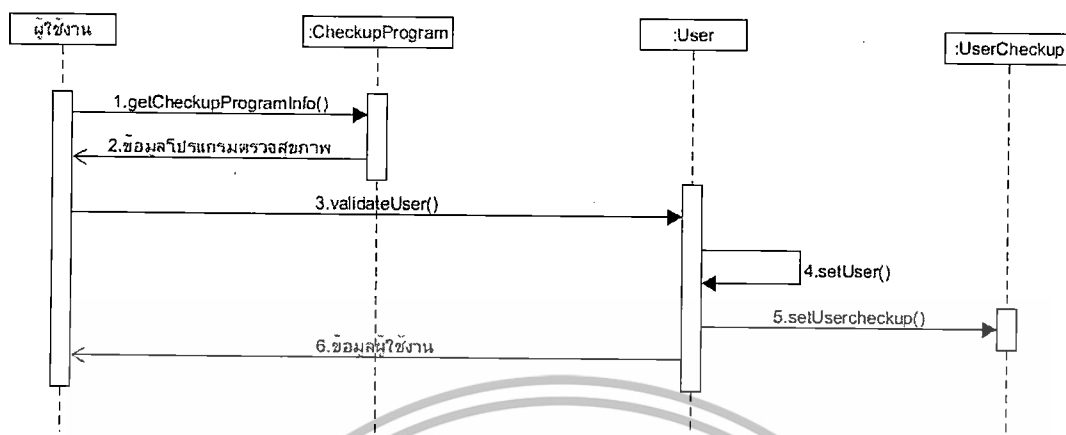 ผู้ใช้งาน
:CheckupProgram
:User
:UserCheckup
1.getCheckupProgramInfo()
2.ข้อมูลโปรแกรมตรวจสุขภาพ
3.validateUser()
4.setUser()
5.setUsercheckup()
6.ข้อมูลผู้ใช้งาน